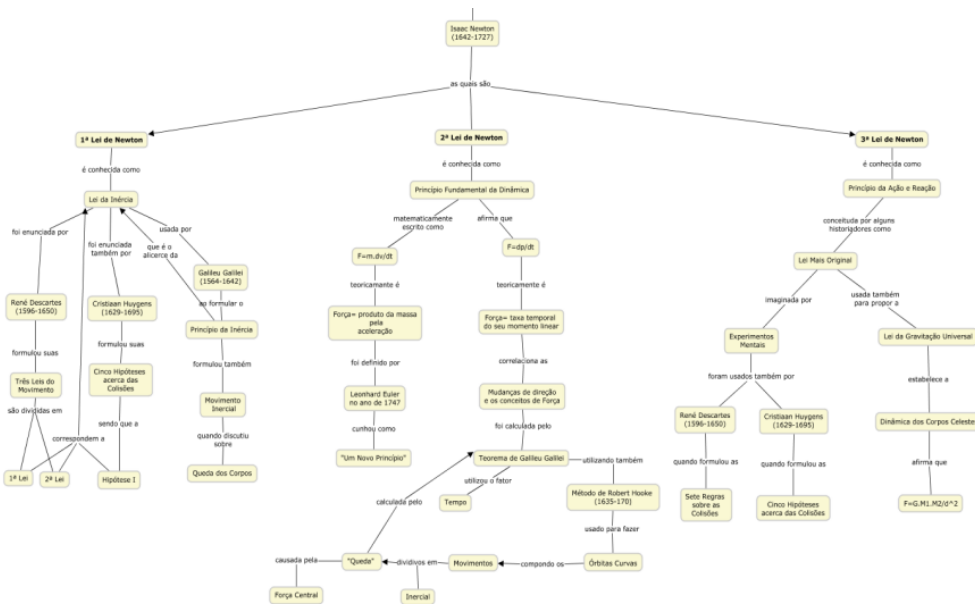 Isaac Newton
(1642-1727)
as quais são
1ª Lei de Newton
2ª Lei de Newton
3ª Lei de Newton
é conhecida como
é conhecida como
é conhecida como
Lei da Inércia
Princípio Fundamental da Dinâmica
Princípio da Ação e Reação
foi enunciada por
foi enunciada
também por
que é o
alicerce da
usada por
matematicamente
escrito como
afirma que
conceituda por alguns
historiadores como
F=m.dv/dt
F=dp/dt
Lei Mais Original
Galileu Galilei
(1564-1642)
teoricamante é
teoricamente é
imaginada por
usada também
para propor a
René Descartes
(1596-1650)
Cristiaan Huygens
(1629-1695)
ao formular o
Princípio da Inércia
Força= produto da massa
pela
aceleração
Força= taxa temporal
do seu momento linear
Experimentos
Mentais
Lei da Gravitação Universal
formulou suas
formulou suas
formulou também
foi definido por
correlaciona as
foram usados também por
estabelece a
Três Leis do
Movimento
Cinco Hipóteses
acerca das
Colisões
Movimento
Inercial
Leonhard Euler
no ano de 1747
Mudanças de direção
e os conceitos de Força
René Descartes
(1596-1650)
Cristiaan Huygens
(1629-1695)
Dinâmica dos Corpos Celeste
são divididas em
sendo que a
correspondem a
quando discutiu
sobre
cunhou como
foi calculada pelo
quando formulou as
quando formulou as
afirma que
1ª Lei
2ª Lei
Hipótese I
Queda dos Corpos
"Um Novo Princípio"
Teorema de Galileu Galilei
utilizando também
utilizou o fator
calculada pelo
Tempo
Método de Robert Hooke
(1635-170)
Sete Regras
sobre as
Colisões
Cinco Hipóteses
acerca das Colisões
F=G.M1.M2/d^2
usado para fazer
causada pela
"Queda"
dividivos em
Movimentos
compondo os
Órbitas Curvas
Força Central
Inercial